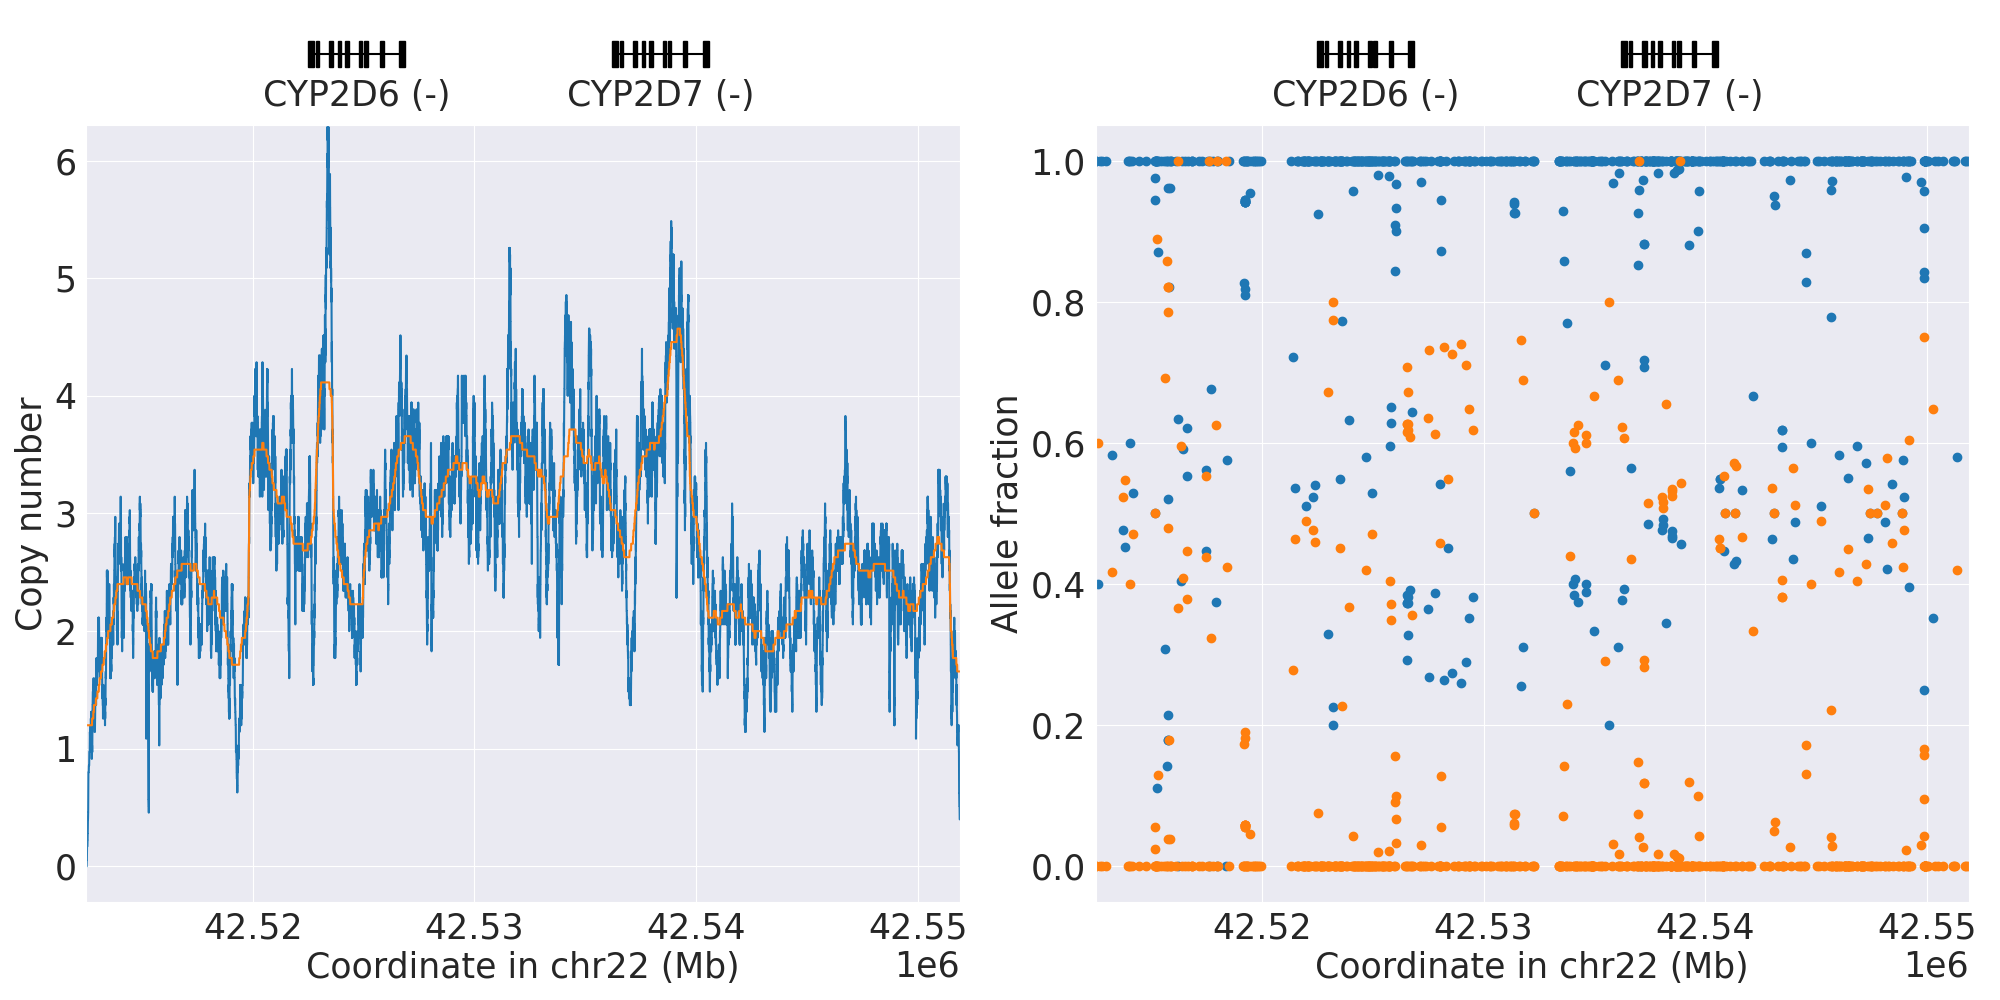 CYP2D6 (-) CYP2D7 (-)
6
5
4
3
2
1
0
Copy number
42.52 42.53 42.54 42.55
1e6
Coordinate in chr22 (Mb)
CYP2D6 (-) CYP2D7 (-)
1.0
0.8
0.6
0.4
0.2
0.0
Allele fraction
42.52 42.53 42.54 42.55
1e6
Coordinate in chr22 (Mb)